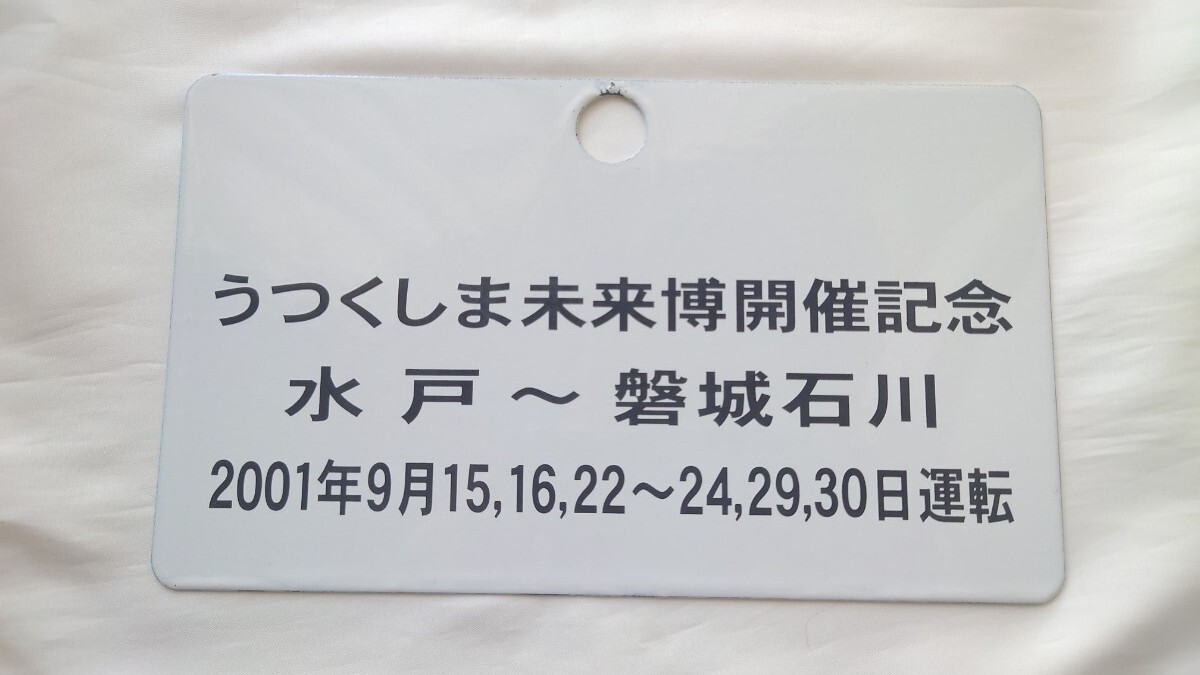 うつくしま未来博開催記念
水戸～磐城石川
2001年9月15,16,22～24,29,30日運転